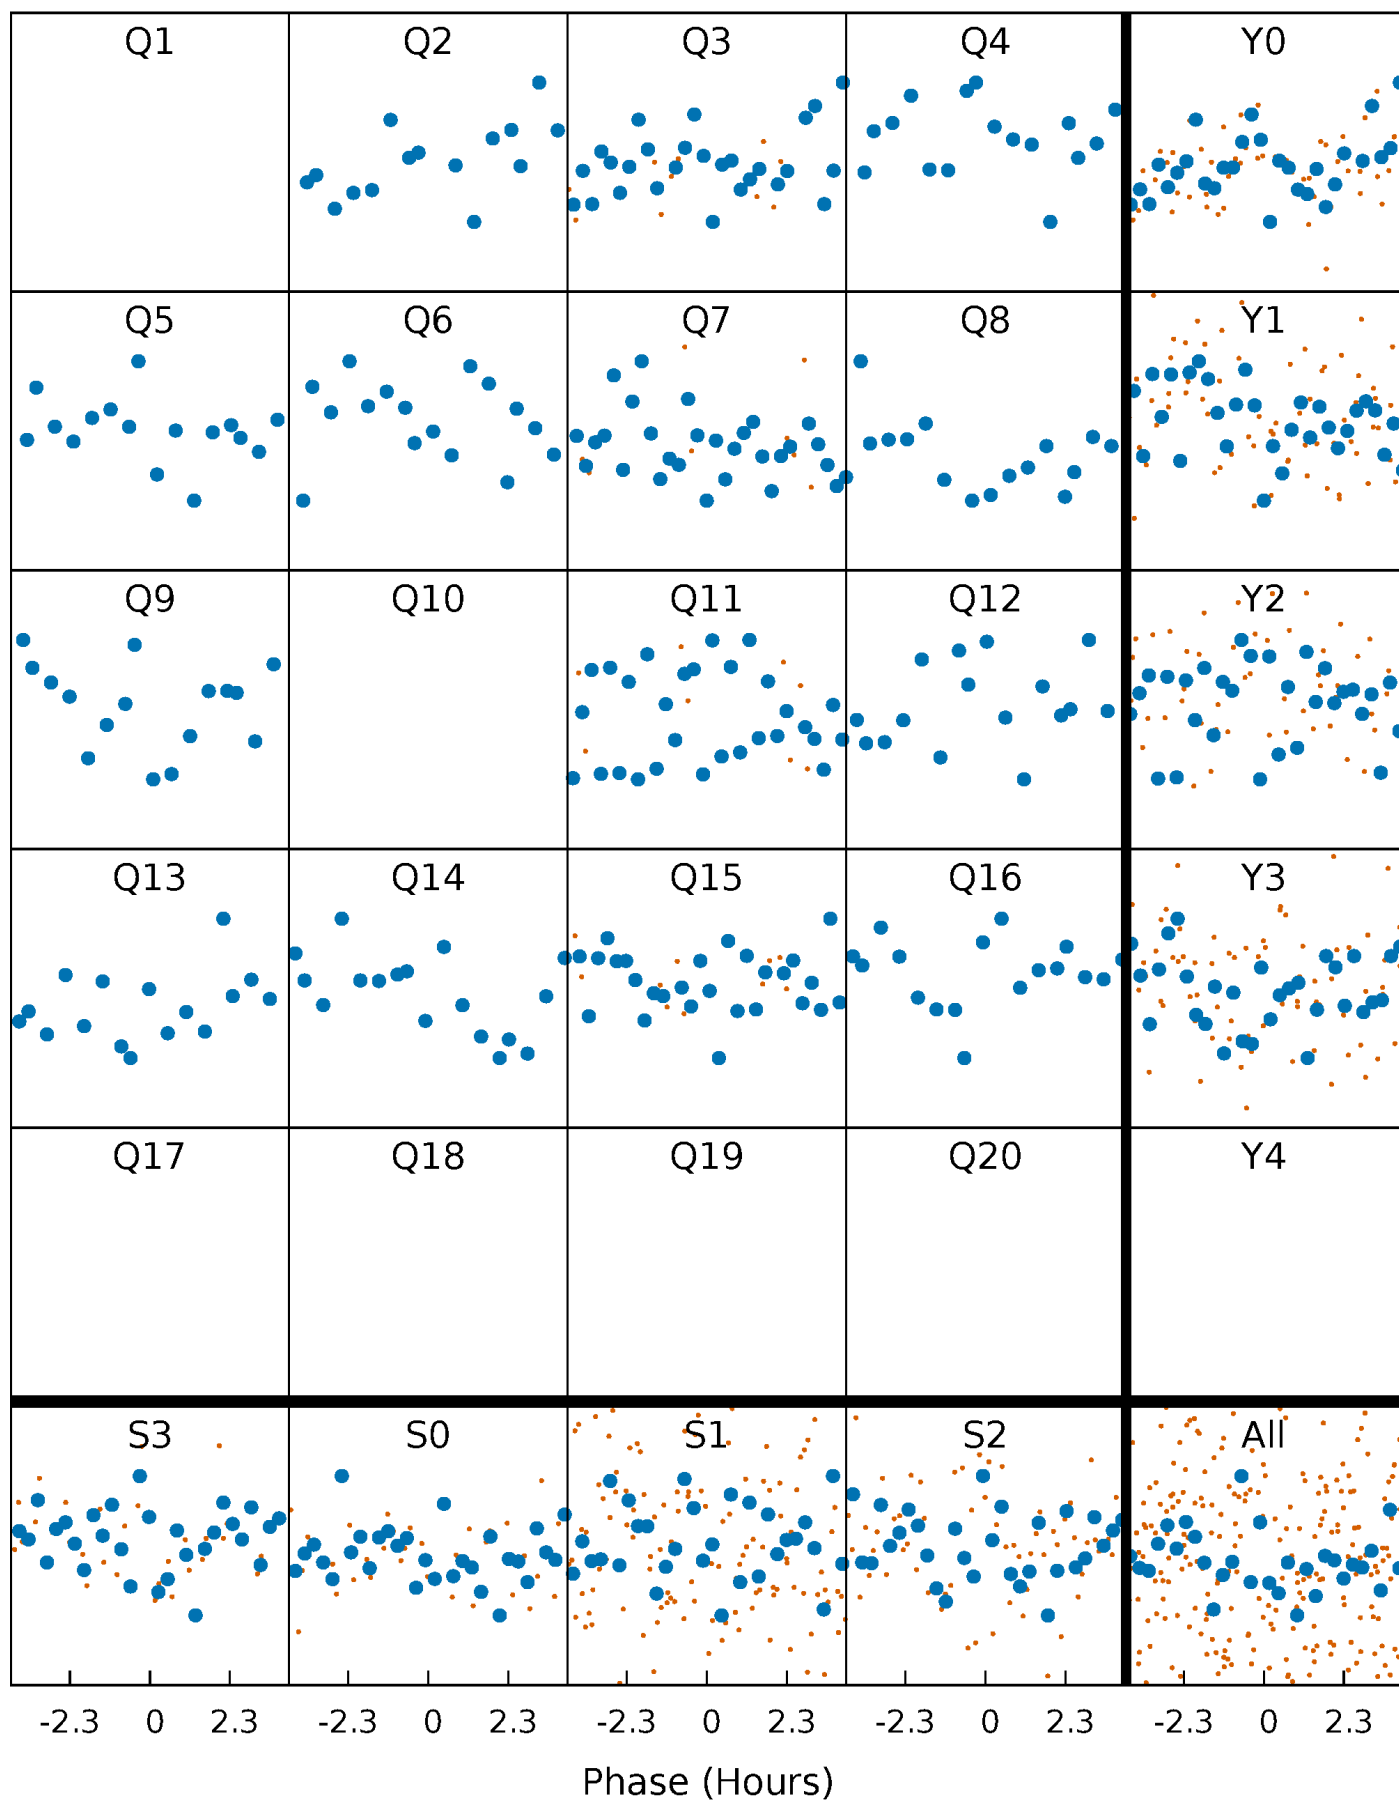 Q1 Q2 Q3 Q4 Y0
Q5 Q6 Q7 Q8 Y1
Q9 Q10 Q11 Q12 Y2
Q13 Q14 Q15 Q16 Y3
Q17 Q18 Q19 Q20 Y4
S3 S0 S1 S2 All
-2.3 0 2.3 -2.3 0 2.3 -2.3 0 2.3 -2.3 0 2.3 -2.3 0 2.3
Phase (Hours)